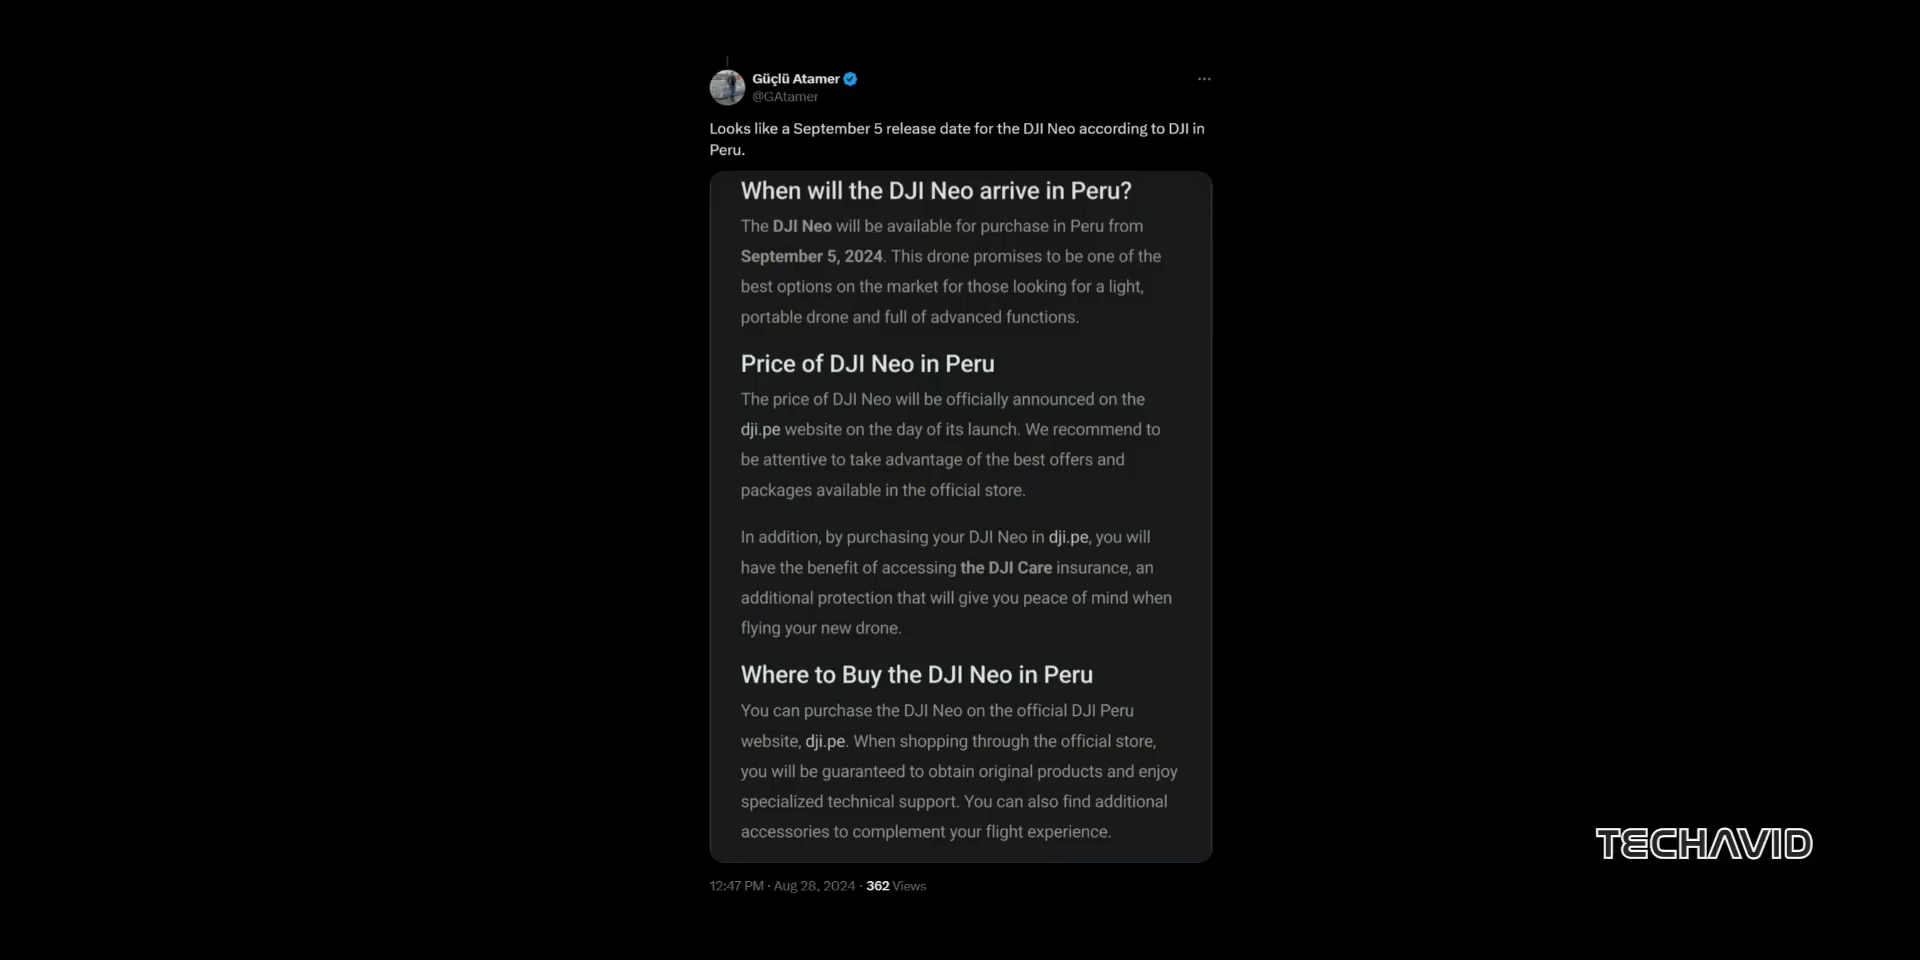 Güçlü Atamer
@GAtamer
Looks like a September 5 release date for the DJI Neo according to DJI in
Peru.
When will the DJI Neo arrive in Peru?
The DJI Neo will be available for purchase in Peru from
September 5, 2024. This drone promises to be one of the
best options on the market for those looking for a light,
portable drone and full of advanced functions.
Price of DJI Neo in Peru
The price of DJI Neo will be officially announced on the
dji.pe website on the day of its launch. We recommend to
be attentive to take advantage of the best offers and
packages available in the official store.
In addition, by purchasing your DJI Neo in dji.pe, you will
have the benefit of accessing the DJI Care insurance, an
additional protection that will give you peace of mind when
flying your new drone.
Where to Buy the DJI Neo in Peru
You can purchase the DJI Neo on the official DJI Peru
website, dji.pe. When shopping through the official store,
you will be guaranteed to obtain original products and enjoy
specialized technical support. You can also find additional
accessories to complement your flight experience.
TECHAVID
12:47 PM · Aug 28, 2024 · 362 Views